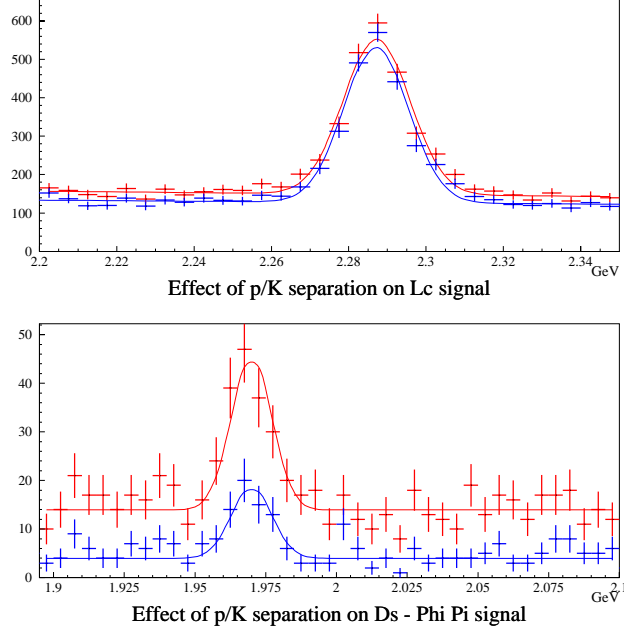 600
500
400
300
200
100
0
2.2 2.22 2.24 2.26 2.28 2.3 2.32 2.34
GeV
Effect of p/K separation on Lc signal
50
40
30
20
10
0
1.9 1.925 1.95 1.975 2 2.025 2.05 2.075 2.1
GeV
Effect of p/K separation on Ds - Phi Pi signal